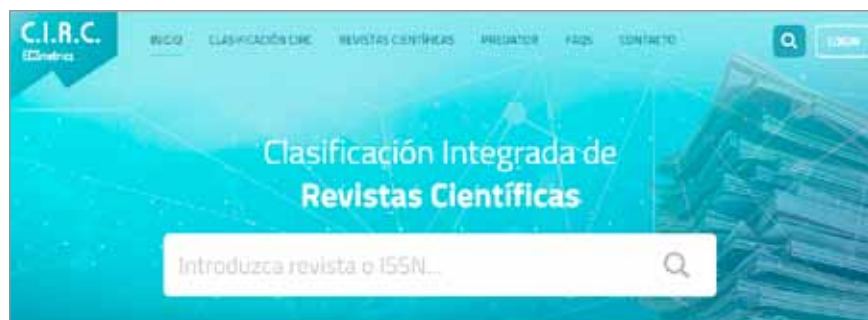 C.I.R.C.
EC3metrics
INICIO CLASIFICACIÓN CIRC REVISTAS CIENTÍFICAS PREDATOR FAQS CONTACTO LOGIN
Clasificación Integrada de
Revistas Científicas
Introduzca revista o ISSN...